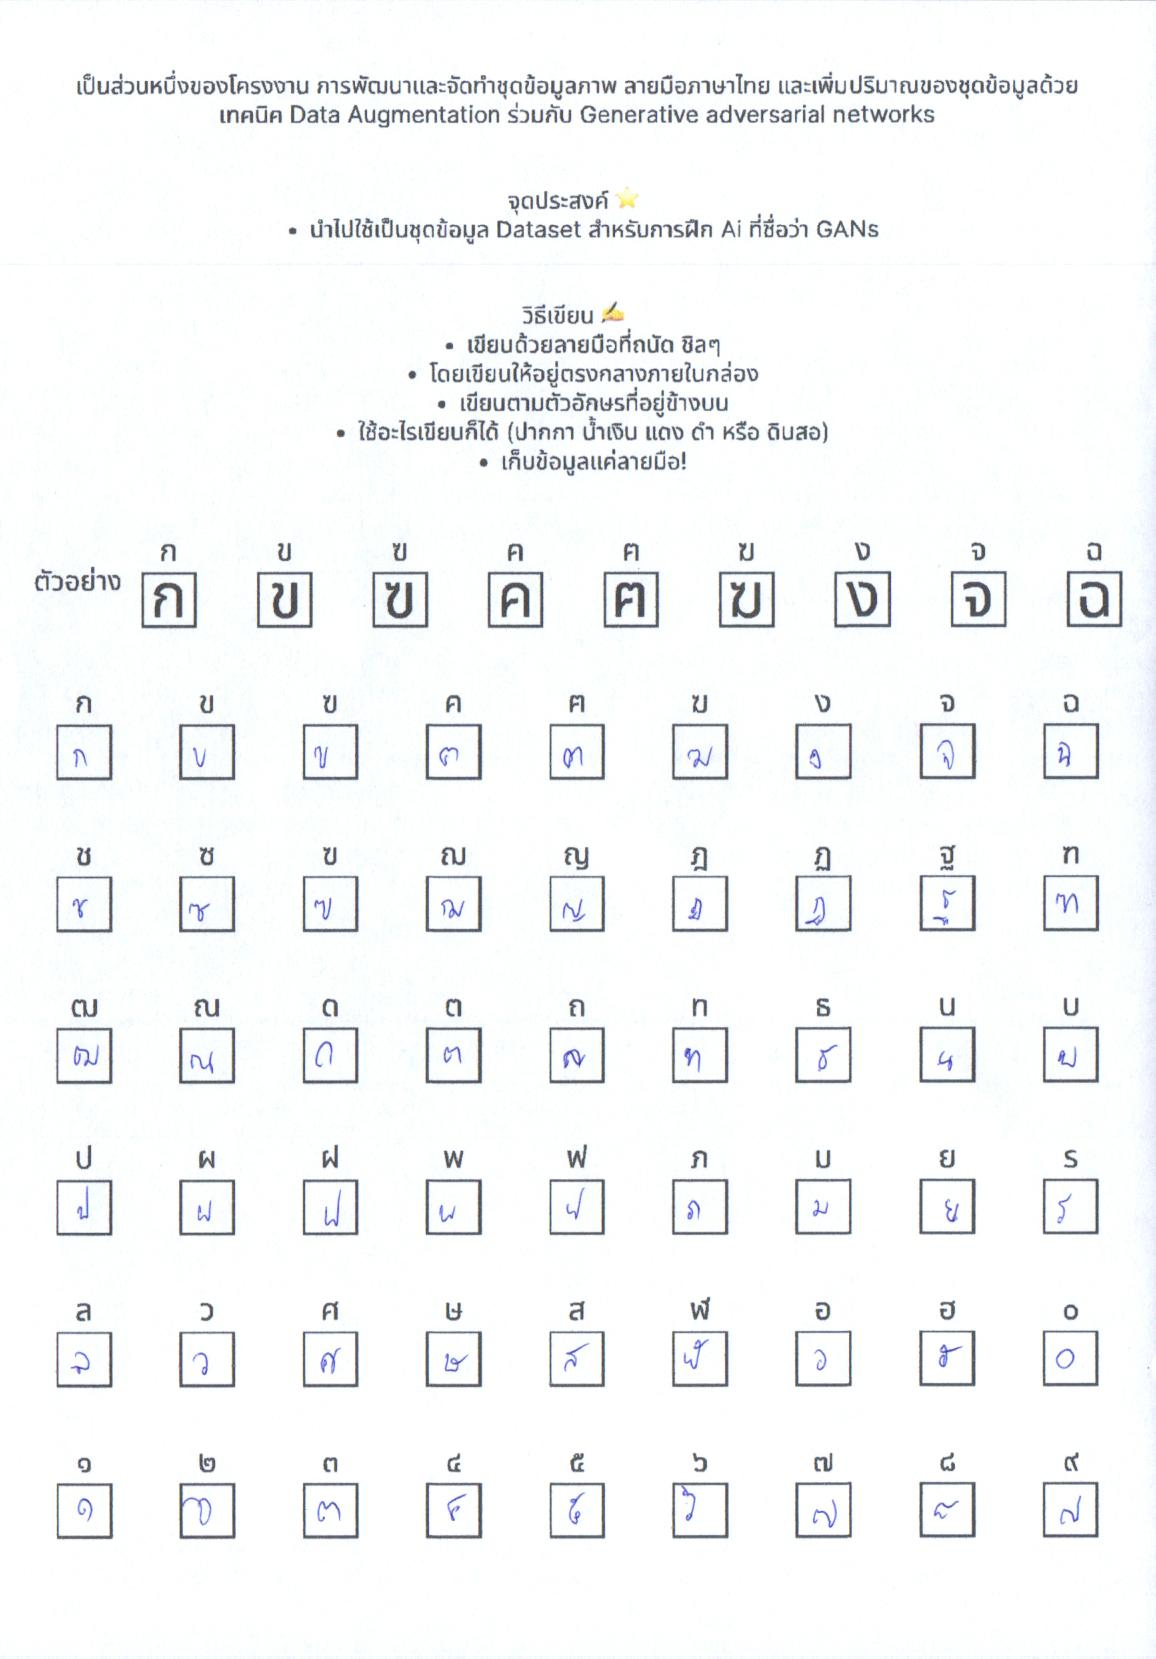 เป็นส่วนหนึ่งของโครงงาน การพัฒนาและจัดทำชุดข้อมูลภาพ ลายมือภาษาไทย และเพิ่มปริมาณของชุดข้อมูลด้วย
เทคนิค Data Augmentation ร่วมกับ Generative adversarial networks
จุดประสงค์ ⭐
• นำไปใช้เป็นชุดข้อมูล Dataset สำหรับการฝึก Ai ที่ชื่อว่า GANs
วิธีเขียน ✍
• เขียนด้วยลายมือที่ถนัด ชิลๆ
• โดยเขียนให้อยู่ตรงกลางภายในกล่อง
• เขียนตามตัวอักษรที่อยู่ข้างบน
• ใช้อะไรเขียนก็ได้ (ปากกา น้ำเงิน แดง ดำ หรือ ดินสอ)
• เก็บข้อมูลแค่ลายมือ!
ก ข ฃ ค ฅ ฆ ง จ ฉ
ตัวอย่าง ก ข ฃ ค ฅ ฆ ง จ ฉ
ก ข ฃ ค ฅ ฆ ง จ ฉ
ก ข ฃ ค ฅ ฆ ง จ ฉ
ช ซ ฃ ฌ ญ ฎ ฏ ฐ ฑ
ช ซ ฃ ฌ ญ ฎ ฏ ฐ ฑ
ฒ ณ ด ต ถ ท ธ น บ
ฒ ณ ด ต ถ ท ธ น บ
ป ผ ฝ พ ฟ ภ ม ย ร
ป ผ ฝ พ ฟ ภ ม ย ร
ล ว ศ ษ ส ฬ อ ฮ ๐
ล ว ศ ษ ส ฬ อ ฮ ๐
๑ ๒ ๓ ๔ ๕ ๖ ๗ ๘ ๙
๑ ๒ ๓ ๔ ๕ ๖ ๗ ๘ ๙